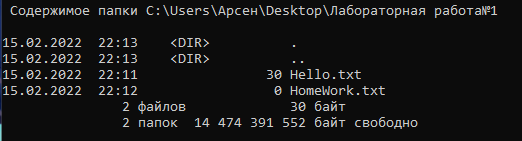 Содержимое папки C:\Users\Арсен\Desktop\Лабораторная работа№1
15.02.2022  22:13    <DIR>          .
15.02.2022  22:13    <DIR>          ..
15.02.2022  22:11                30 Hello.txt
15.02.2022  22:12                 0 HomeWork.txt
2 файлов             30 байт
2 папок  14 474 391 552 байт свободно